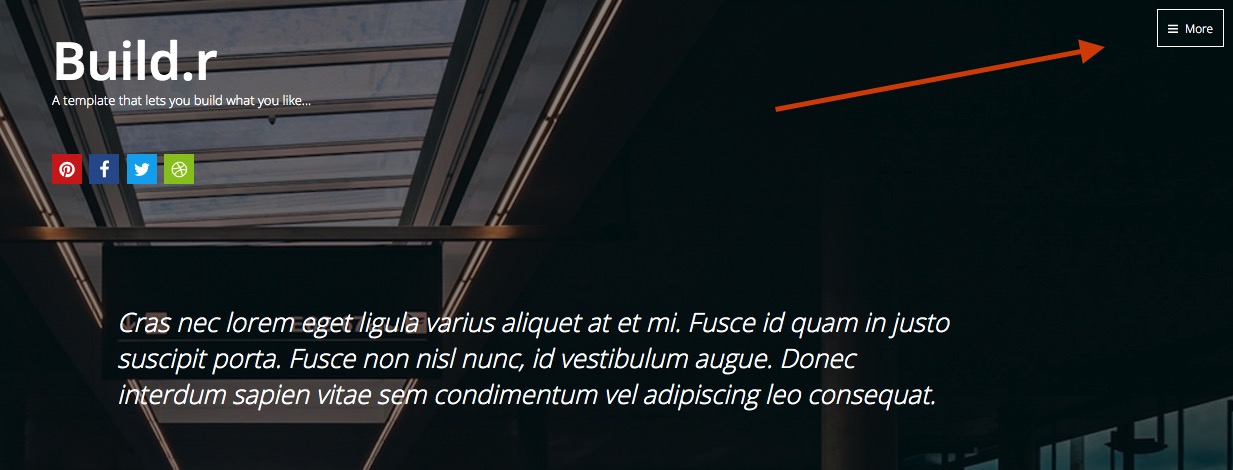 Build.r
More
A template that lets you build what you like...
Cras nec lorem eget ligula varius aliquet at et mi. Fusce id quam in justo
suscipit porta. Fusce non nisl nunc, id vestibulum augue. Donec
interdum sapien vitae sem condimentum vel adipiscing leo consequat.